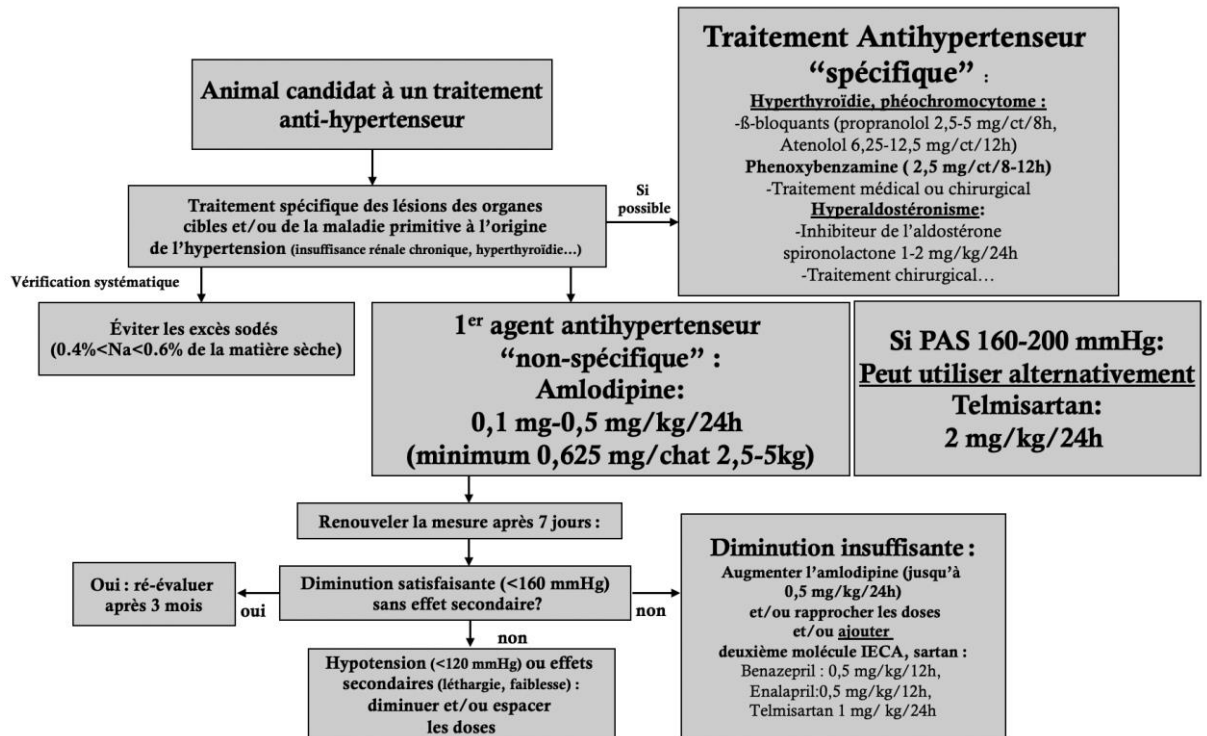 Animal candidat à un traitement
anti-hypertenseur
Traitement Antihypertenseur
“spécifique” :
Hyperthyroïdie, phéochromocytome :
-ß-bloquants (propranolol 2,5-5 mg/ct/8h,
Atenolol 6,25-12,5 mg/ct/12h)
Phenoxybenzamine ( 2,5 mg/ct/8-12h)
-Traitement médical ou chirurgical
Hyperaldostéronisme:
-Inhibiteur de l’aldostérone
spironolactone 1-2 mg/kg/24h
-Traitement chirurgical…
Si
possible
Traitement spécifique des lésions des organes
cibles et/ou de la maladie primitive à l’origine
de l’hypertension (insuffisance rénale chronique, hyperthyroïdie…)
Vérification systématique
Éviter les excès sodés
(0.4%<Na<0.6% de la matière sèche)
1er agent antihypertenseur
“non-spécifique” :
Amlodipine:
0,1 mg-0,5 mg/kg/24h
(minimum 0,625 mg/chat 2,5-5kg)
Si PAS 160-200 mmHg:
Peut utiliser alternativement
Telmisartan:
2 mg/kg/24h
Renouveler la mesure après 7 jours :
Diminution satisfaisante (<160 mmHg)
sans effet secondaire?
oui
Oui : ré-évaluer
après 3 mois
non
Diminution insuffisante :
Augmenter l’amlodipine (jusqu’à
0,5 mg/kg/24h)
et/ou rapprocher les doses
et/ou ajouter
deuxième molécule IECA, sartan :
Benazepril : 0,5 mg/kg/12h,
Enalapril:0,5 mg/kg/12h,
Telmisartan 1 mg/ kg/24h
non
Hypotension (<120 mmHg) ou effets
secondaires (léthargie, faiblesse) :
diminuer et/ou espacer
les doses